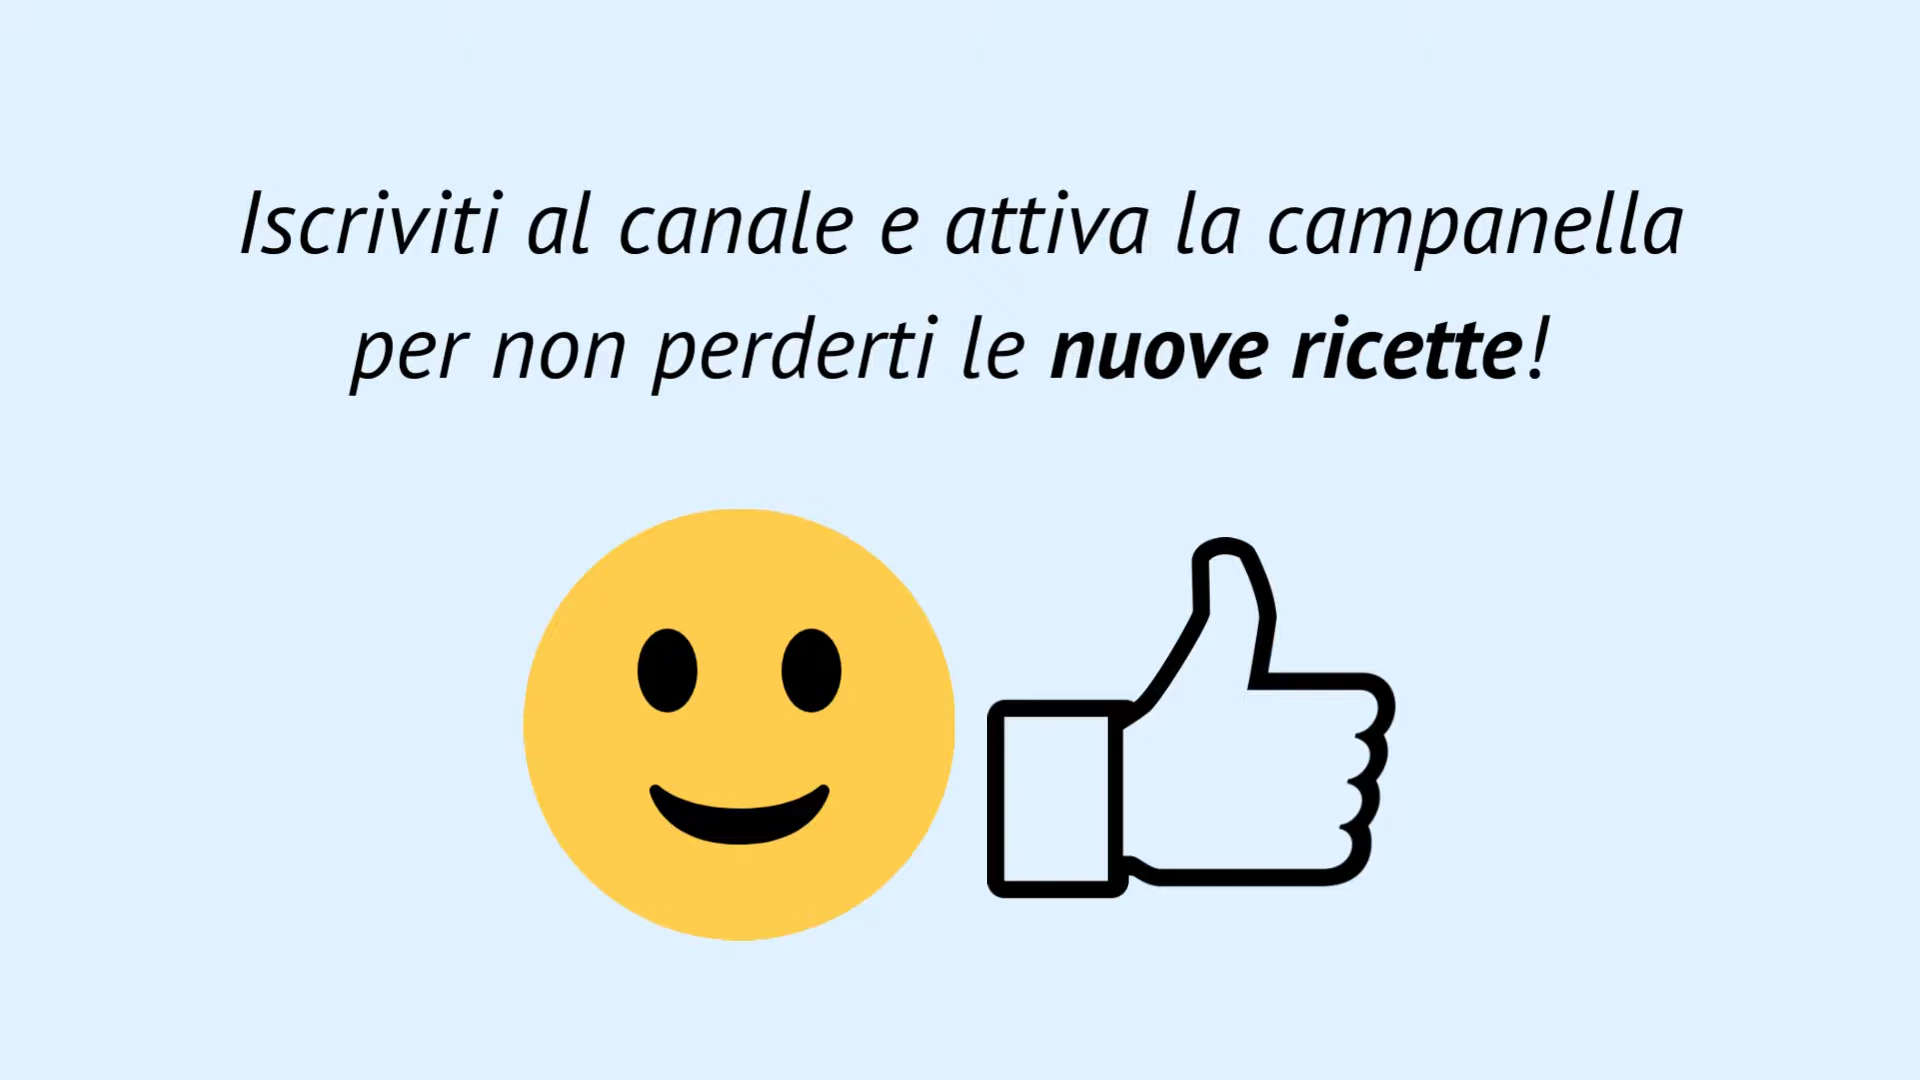 Iscriviti al canale e attiva la campanella
per non perderti le nuove ricette!